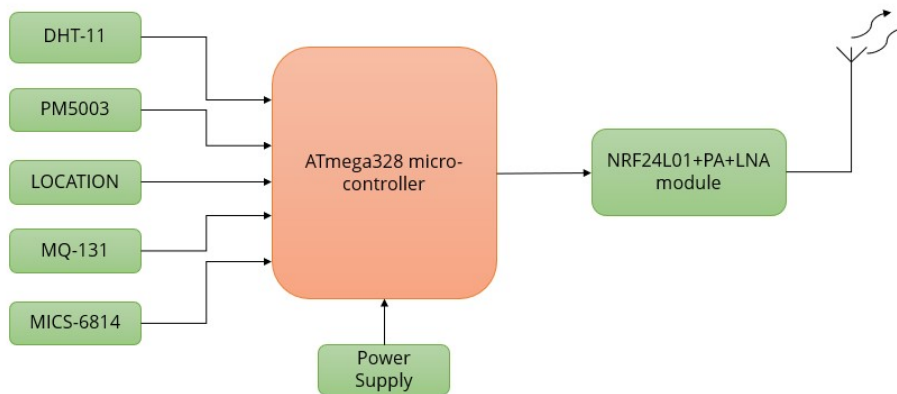 DHT-11
PM5003
LOCATION
MQ-131
MICS-6814
ATmega328 micro-
controller
Power
Supply
NRF24L01+PA+LNA
module